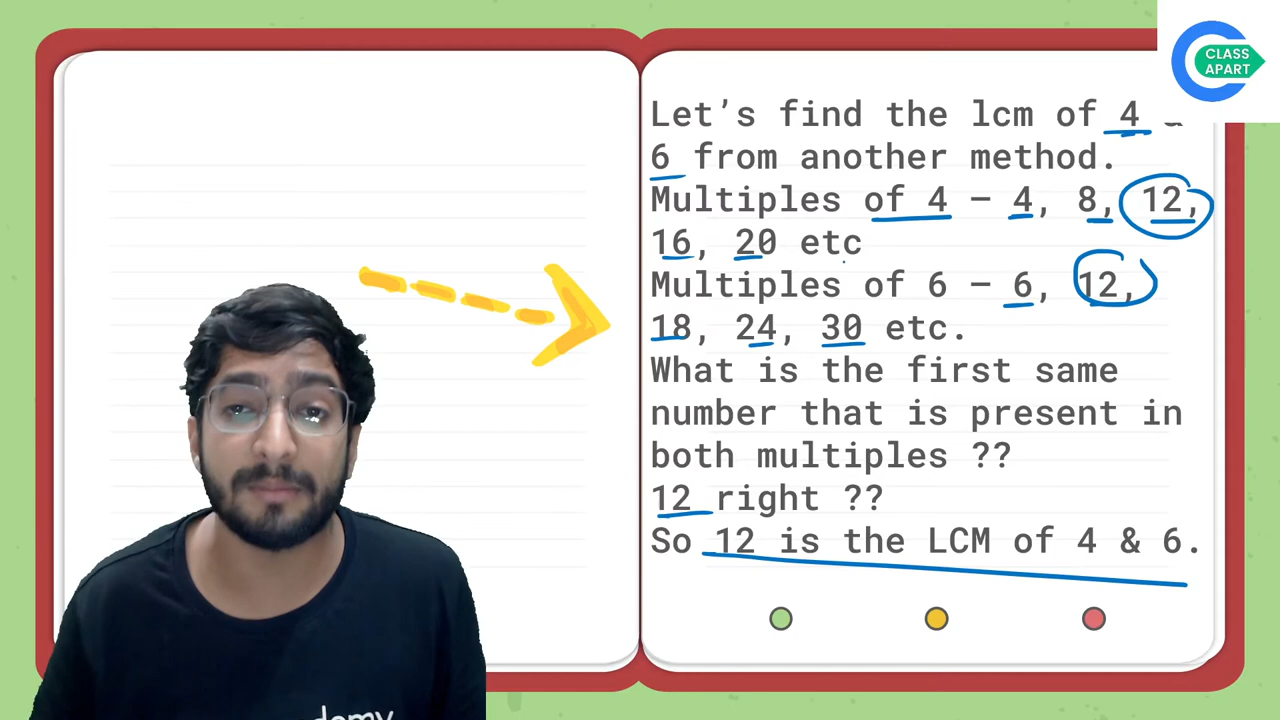 CLASS
APART
Let’s find the lcm of 4 &
6 from another method.
Multiples of 4 – 4, 8, 12,
16, 20 etc
Multiples of 6 – 6, 12,
18, 24, 30 etc.
What is the first same
number that is present in
both multiples ??
12 right ??
So 12 is the LCM of 4 & 6.